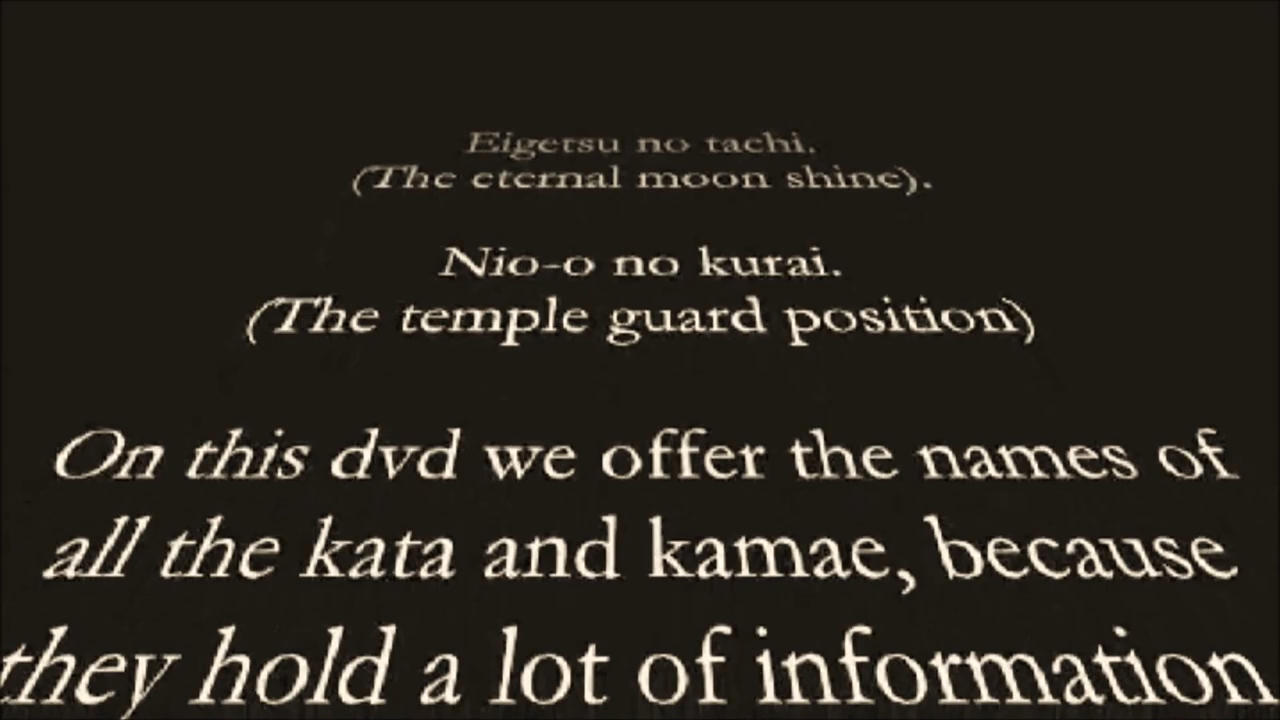 Eigetsu no tachi.
(The eternal moon shine).
Nio-o no kurai.
(The temple guard position)
On this dvd we offer the names of
all the kata and kamae, because
they hold a lot of information